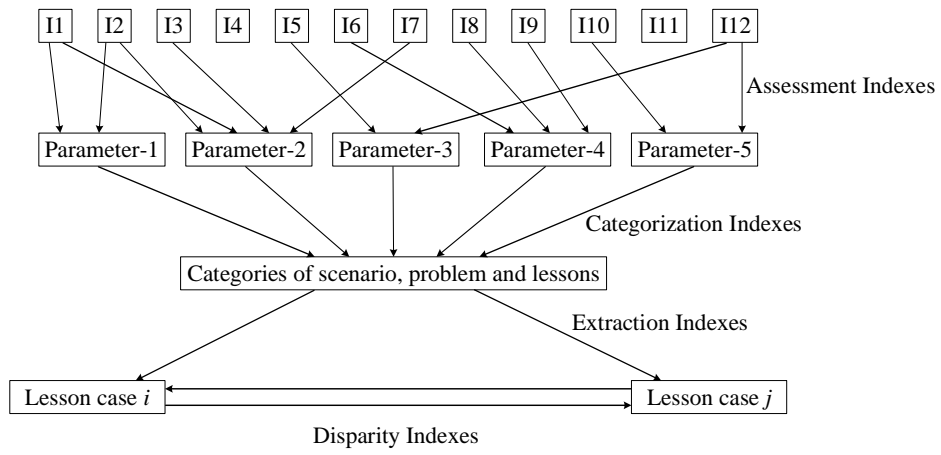 I1 I2 I3 I4 I5 I6 I7 I8 I9 I10 I11 I12
Assessment Indexes
Parameter-1 Parameter-2 Parameter-3 Parameter-4 Parameter-5
Categorization Indexes
Categories of scenario, problem and lessons
Extraction Indexes
Lesson case i Lesson case j
Disparity Indexes